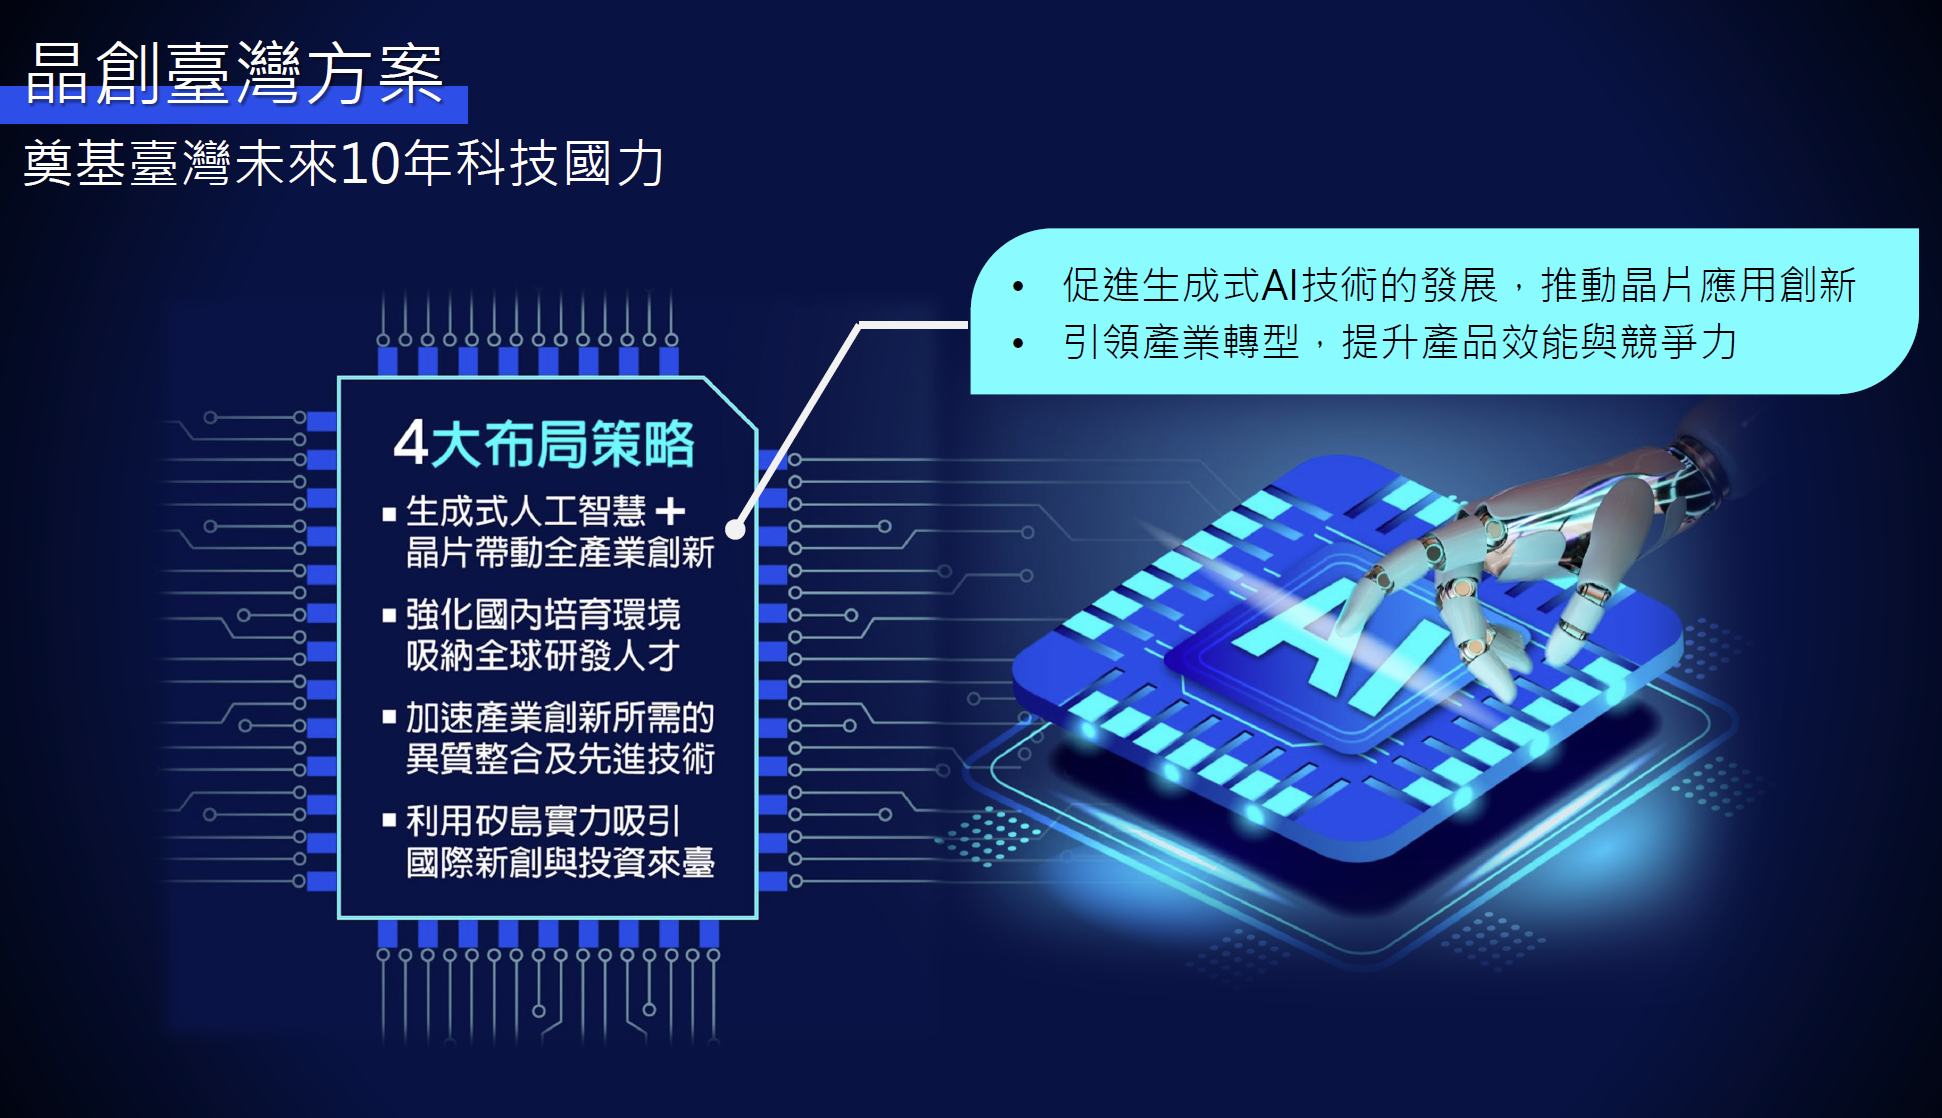 晶創臺灣方案
奠基臺灣未來10年科技國力
• 促進生成式AI技術的發展，推動晶片應用創新
• 引領產業轉型，提升產品效能與競爭力
4大布局策略
▪ 生成式人工智慧＋
晶片帶動全產業創新
▪ 強化國內培育環境
吸納全球研發人才
▪ 加速產業創新所需的
異質整合及先進技術
▪ 利用矽島實力吸引
國際新創與投資來臺
AI